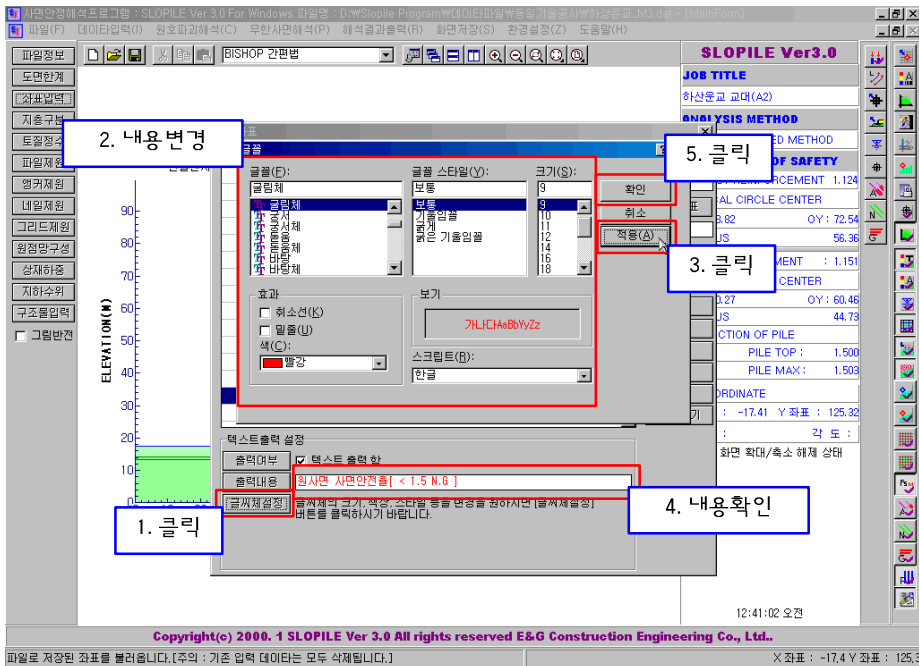 사면안정해석프로그램 : SLOPILE Ver 3.0 For Windows 파일명 : D:\Slopile Program\데이타파일\동일기술공사\하산운교_M3.dat - [MainForm]
파일(F) 데이타입력(I) 원호파괴해석(C) 무한사면해석(P) 해석결과출력(R) 화면저장(S) 환경설정(Z) 도움말(H)
파일정보
도면한계
좌표입력
지층구분
토질정수
파일제원
앵커제원
네일제원
그리드제원
원점망구성
상재하중
지하수위
구조물입력
그림반전
BISHOP 간편법
2. 내용변경
글꼴
글꼴(F):
굴림체
굴림체
궁서
궁서체
돋움
돋움체
바탕
바탕체
글꼴 스타일(Y):
보통
보통
기울임꼴
굵게
굵은 기울임꼴
크기(S):
9
9
10
11
12
14
16
18
확인
취소
적용(A)
효과
취소선(K)
밑줄(U)
색(C):
빨강
보기
가나다AaBbYyZz
스크립트(R):
한글
5. 클릭
3. 클릭
텍스트출력 설정
출력여부
텍스트 출력 함
출력내용
원사면 사면안전율[ < 1.5 N.G ]
글씨체설정
글씨체의 크기, 색상, 스타일 등을 변경을 원하시면 [글씨체설정]
버튼을 클릭하시기 바랍니다.
1. 클릭
4. 내용확인
ELEVATION(M)
90
70
60
50
40
30
20
10
0
SLOPILE Ver3.0
JOB TITLE
하산운교 교대(A2)
ANALYSIS METHOD
METHOD
OF SAFETY
1.124
AL CIRCLE CENTER
OY : 72.54
56.36
: 1.151
CENTER
0.27 OY : 60.46
44.73
CTION OF PILE
PILE TOP : 1.500
PILE MAX : 1.503
: -17.41 Y 좌표 : 125.32
: 각 도 :
화면 확대/축소 해제 상태
12:41:02 오전
Copyright(c) 2000. 1 SLOPILE Ver 3.0 All rights reserved E&G Construction Engineering Co., Ltd..
파일로 저장된 좌표를 불러옵니다.[주의 : 기존 입력 데이타는 모두 삭제됩니다.]
X 좌표 : -17.4 Y 좌표 : 125.3